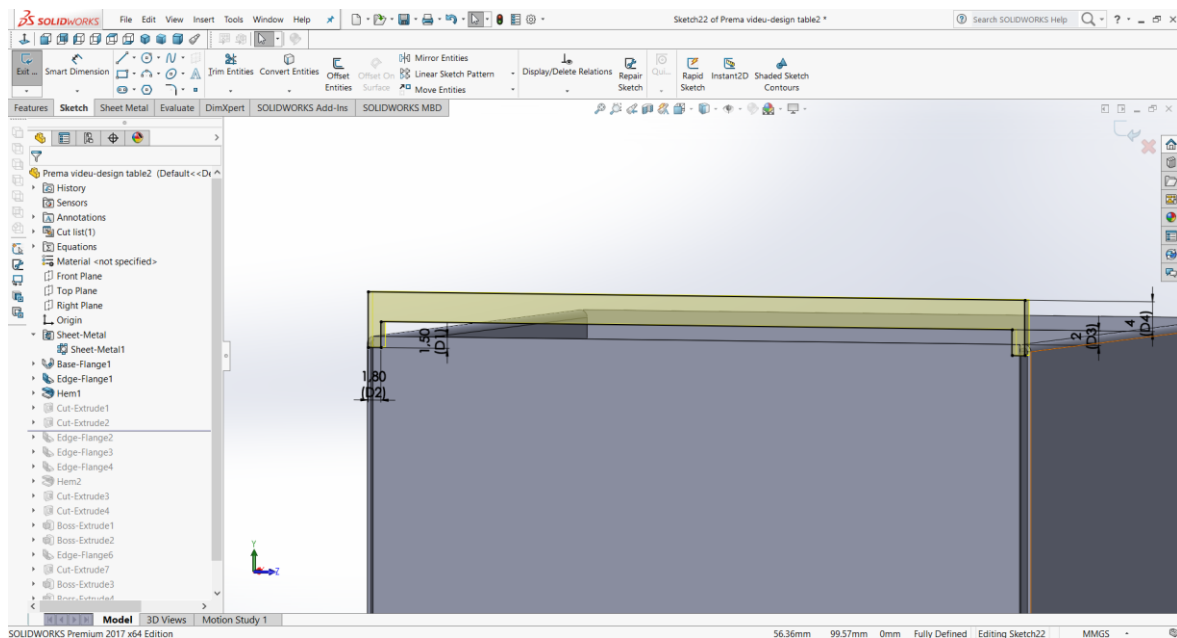 SOLIDWORKS File Edit View Insert Tools Window Help Sketch22 of Prema videu-design table2 * Search SOLIDWORKS Help
Exit ... Smart Dimension Trim Entities Convert Entities Offset Entities Offset On Surface Mirror Entities Linear Sketch Pattern Move Entities Display/Delete Relations Repair Sketch Qui... Rapid Sketch Instant2D Shaded Sketch Contours
Features Sketch Sheet Metal Evaluate DimXpert SOLIDWORKS Add-Ins SOLIDWORKS MBD
Prema videu-design table2 (Default<<De
History
Sensors
Annotations
Cut list(1)
Equations
Material <not specified>
Front Plane
Top Plane
Right Plane
Origin
Sheet-Metal
Sheet-Metal1
Base-Flange1
Edge-Flange1
Hem1
Cut-Extrude1
Cut-Extrude2
Edge-Flange2
Edge-Flange3
Edge-Flange4
Hem2
Cut-Extrude3
Cut-Extrude4
Boss-Extrude1
Boss-Extrude2
Edge-Flange6
Cut-Extrude7
Boss-Extrude3
Boss-Extrude4
1,50
(D1)
1,80
(D2)
2
(D3)
4
(D4)
Y
Z
Model 3D Views Motion Study 1
SOLIDWORKS Premium 2017 x64 Edition 56.36mm 99.57mm 0mm Fully Defined Editing Sketch22 MMGS